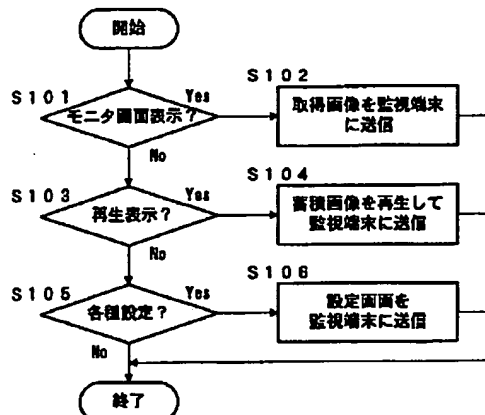 開始
S101
モニタ画面表示？
Yes
No
S102
取得画像を監視端末
に送信
S103
再生表示？
Yes
No
S104
蓄積画像を再生して
監視端末に送信
S105
各種設定？
Yes
No
S106
設定画面を
監視端末に送信
終了